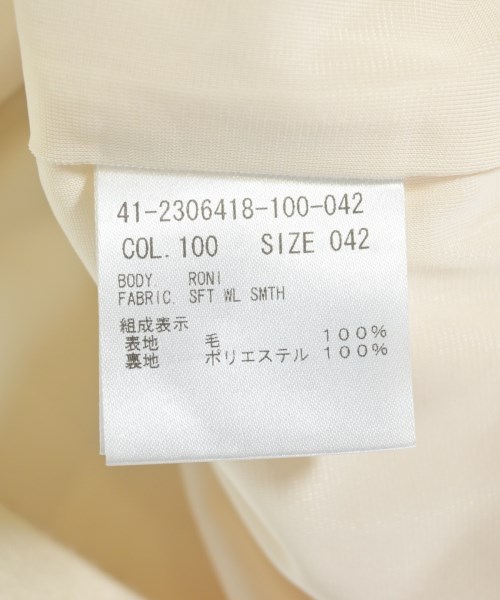 41-2306418-100-042
COL. 100 SIZE 042
BODY. RONI
FABRIC. SFT WL SMTH
組成表示
表地 毛 100%
裏地 ポリエステル 100%